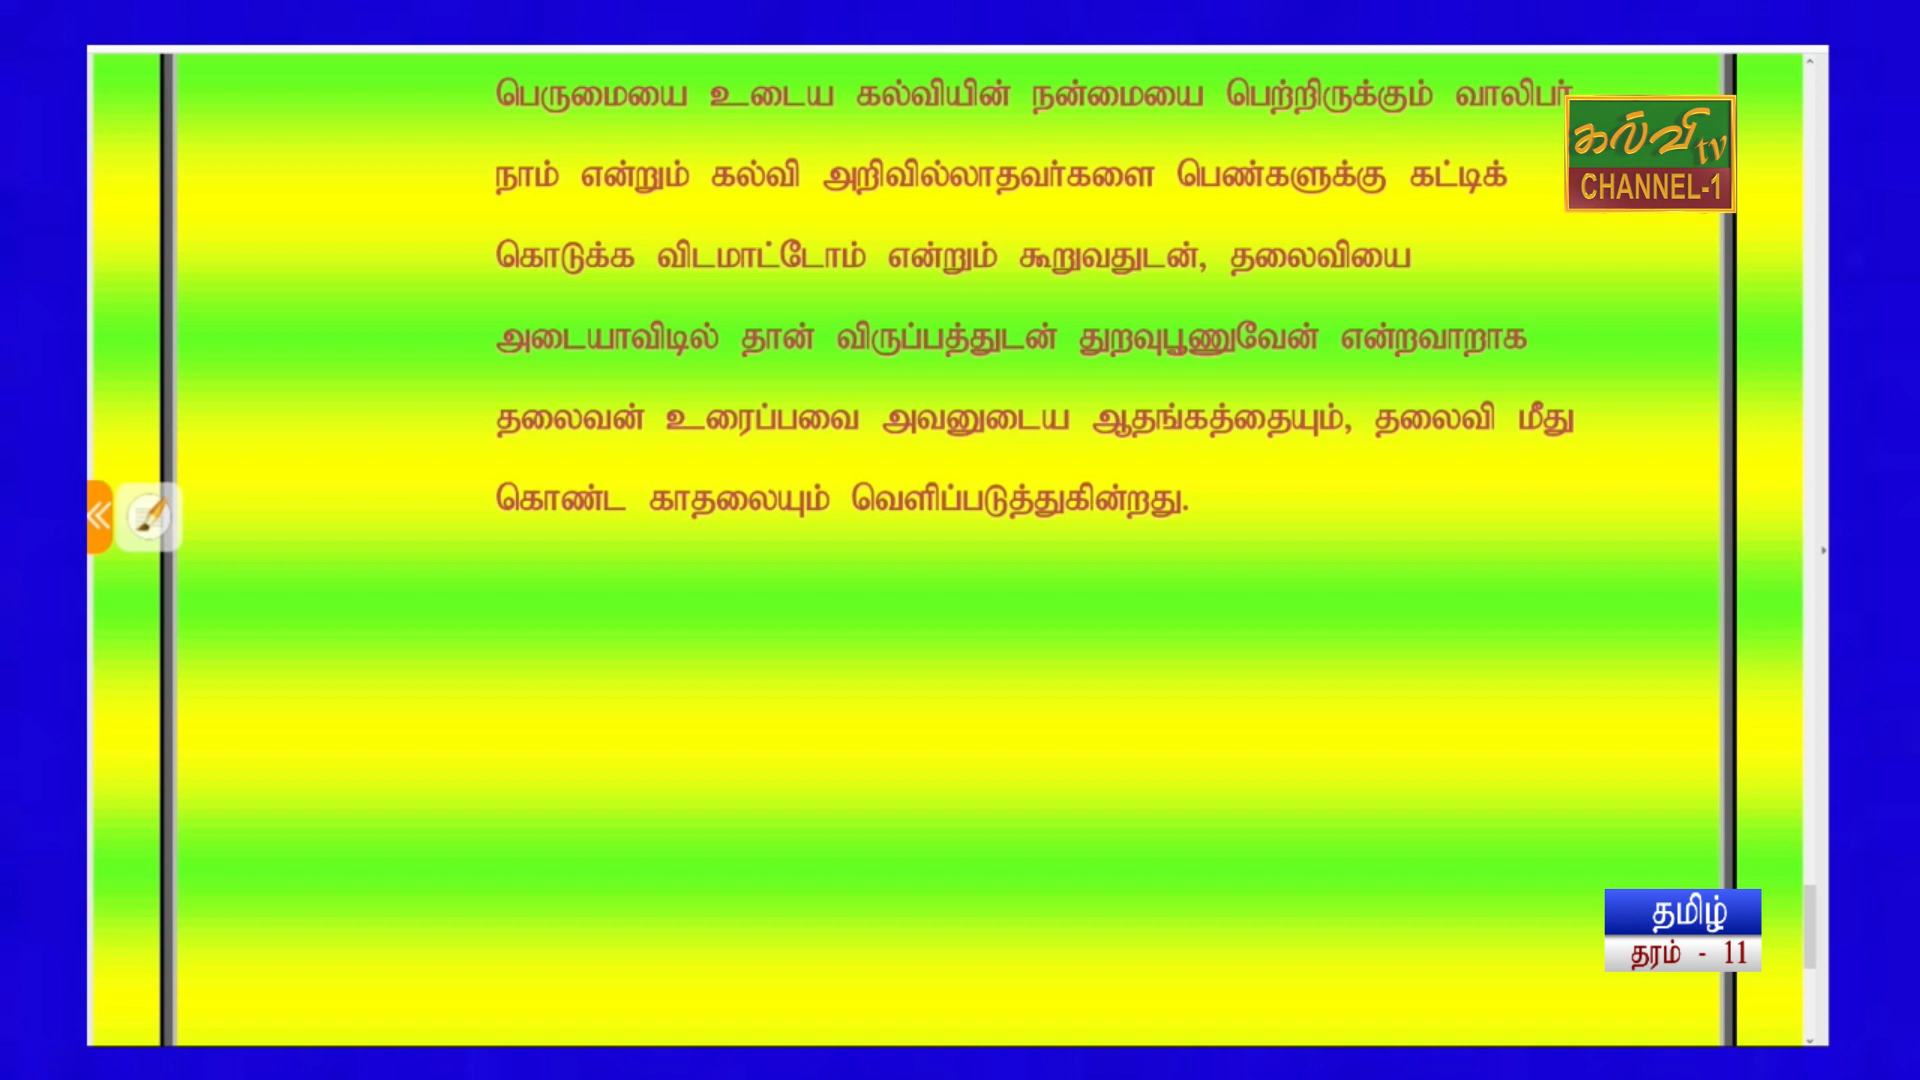 பெருமையை உடைய கல்வியின் நன்மையை பெற்றிருக்கும் வாலிபர்
நாம் என்றும் கல்வி அறிவில்லாதவர்களை பெண்களுக்கு கட்டிக்
கொடுக்க விடமாட்டோம் என்றும் கூறுவதுடன், தலைவியை
அடையாவிடில் தான் விருப்பத்துடன் துறவுபூணுவேன் என்றவாறாக
தலைவன் உரைப்பவை அவனுடைய ஆதங்கத்தையும், தலைவி மீது
கொண்ட காதலையும் வெளிப்படுத்துகின்றது.
கல்வி tv
CHANNEL-1
தமிழ்
தரம் - 11